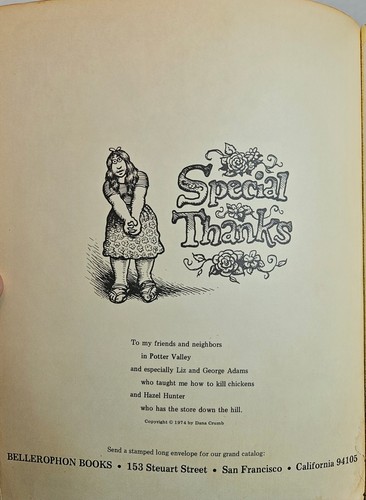 Special
Thanks
To my friends and neighbors
in Potter Valley
and especially Liz and George Adams
who taught me how to kill chickens
and Hazel Hunter
who has the store down the hill.
Copyright © 1974 by Dana Crumb
Send a stamped long envelope for our grand catalog:
BELLEROPHON BOOKS • 153 Steuart Street • San Francisco • California 94105